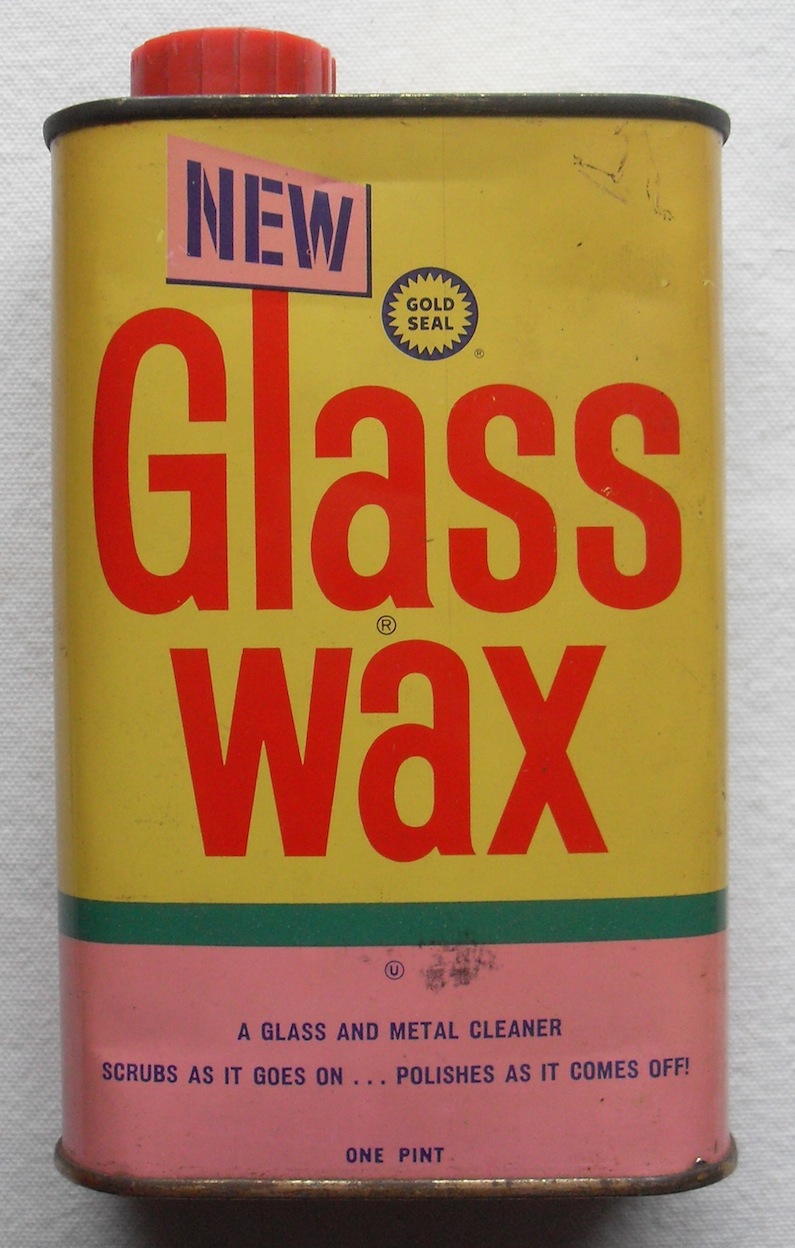 NEW
GOLD
SEAL
®
Glass
®
wax
Ⓤ
A GLASS AND METAL CLEANER
SCRUBS AS IT GOES ON ... POLISHES AS IT COMES OFF!
ONE PINT